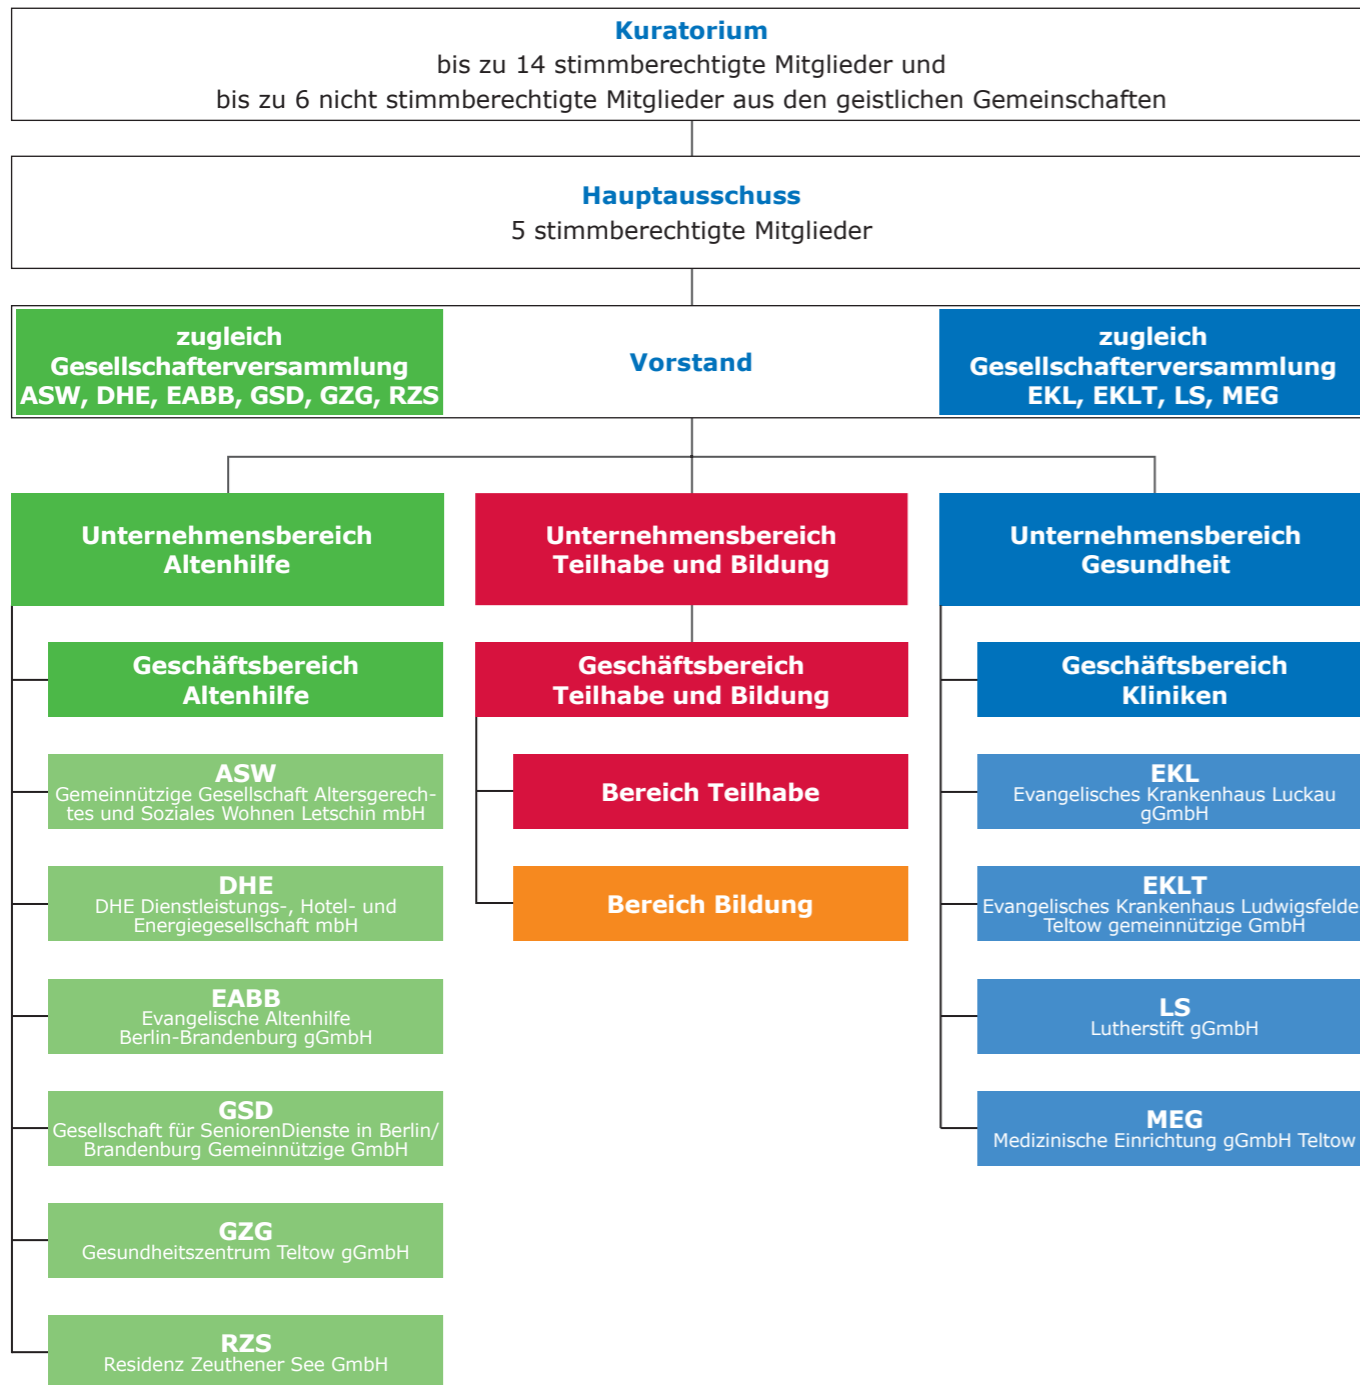 Kuratorium
bis zu 14 stimmberechtigte Mitglieder und
bis zu 6 nicht stimmberechtigte Mitglieder aus den geistlichen Gemeinschaften
Hauptausschuss
5 stimmberechtigte Mitglieder
zugleich
Gesellschafterversammlung
ASW, DHE, EABB, GSD, GZG, RZS
Vorstand
zugleich
Gesellschafterversammlung
EKL, EKLT, LS, MEG
Unternehmensbereich
Altenhilfe
Geschäftsbereich
Altenhilfe
ASW
Gemeinnützige Gesellschaft Altersgerech-
tes und Soziales Wohnen Letschin mbH
DHE
DHE Dienstleistungs-, Hotel- und
Energiegesellschaft mbH
EABB
Evangelische Altenhilfe
Berlin-Brandenburg gGmbH
GSD
Gesellschaft für SeniorenDienste in Berlin/
Brandenburg Gemeinnützige GmbH
GZG
Gesundheitszentrum Teltow gGmbH
RZS
Residenz Zeuthener See GmbH
Unternehmensbereich
Teilhabe und Bildung
Geschäftsbereich
Teilhabe und Bildung
Bereich Teilhabe
Bereich Bildung
Unternehmensbereich
Gesundheit
Geschäftsbereich
Kliniken
EKL
Evangelisches Krankenhaus Luckau
gGmbH
EKLT
Evangelisches Krankenhaus Ludwigsfelde-
Teltow gemeinnützige GmbH
LS
Lutherstift gGmbH
MEG
Medizinische Einrichtung gGmbH Teltow